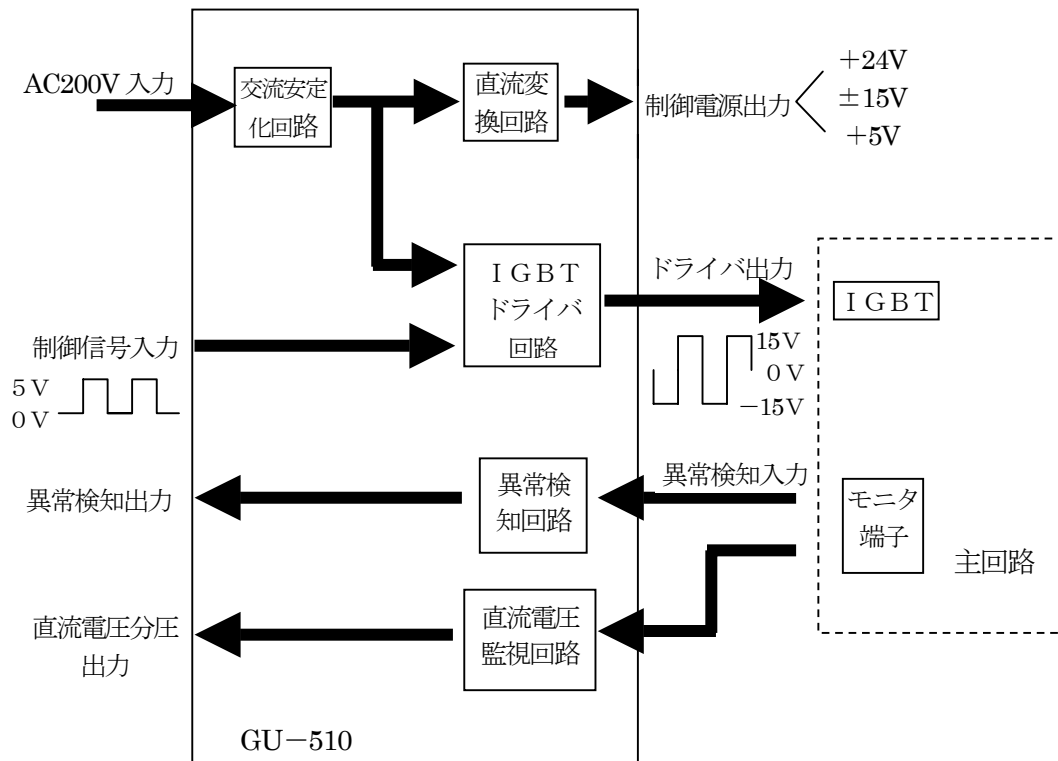 AC200V 入力
交流安定
化回路
直流変
換回路
制御電源出力
＋24V
±15V
＋5V
ＩＧＢＴ
ドライバ
回路
ドライバ出力
ＩＧＢＴ
制御信号入力
５Ｖ
０Ｖ
15V
０Ｖ
－15V
異常検知出力
異常検
知回路
異常検知入力
モニタ
端子
主回路
直流電圧分圧
出力
直流電圧
監視回路
GU－510